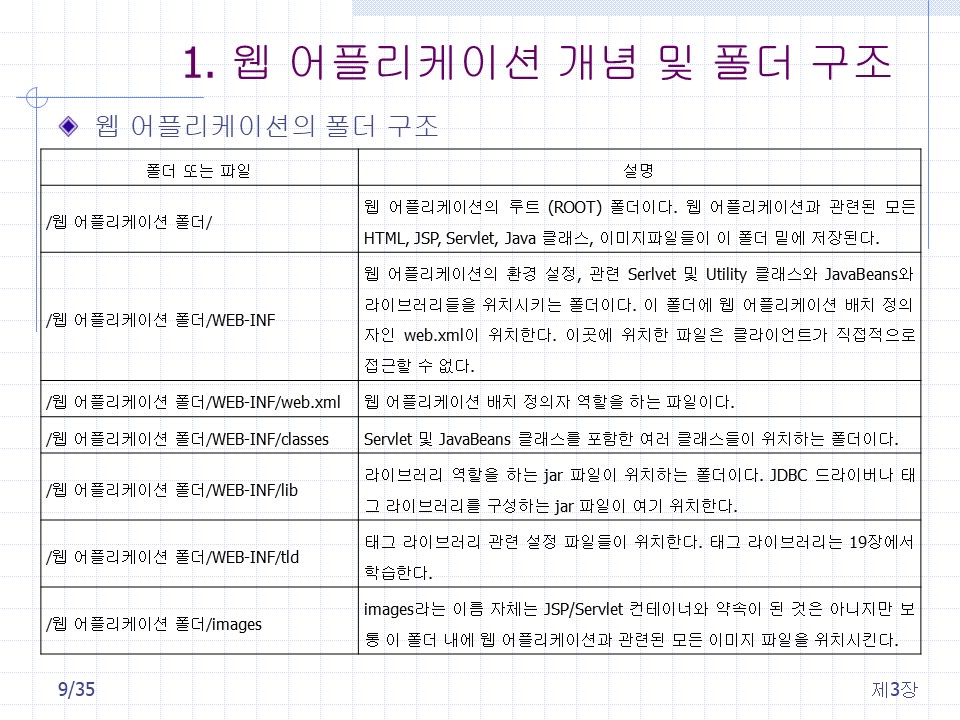 1. 웹 어플리케이션 개념 및 폴더 구조
웹 어플리케이션의 폴더 구조
폴더 또는 파일
설명
/웹 어플리케이션 폴더/
웹 어플리케이션의 루트 (ROOT) 폴더이다. 웹 어플리케이션과 관련된 모든
HTML, JSP, Servlet, Java 클래스, 이미지파일들이 이 폴더 밑에 저장된다.
/웹 어플리케이션 폴더/WEB-INF
웹 어플리케이션의 환경 설정, 관련 Serlvet 및 Utility 클래스와 JavaBeans와
라이브러리들을 위치시키는 폴더이다. 이 폴더에 웹 어플리케이션 배치 정의
자인 web.xml이 위치한다. 이곳에 위치한 파일은 클라이언트가 직접적으로
접근할 수 없다.
/웹 어플리케이션 폴더/WEB-INF/web.xml
웹 어플리케이션 배치 정의자 역할을 하는 파일이다.
/웹 어플리케이션 폴더/WEB-INF/classes
Servlet 및 JavaBeans 클래스를 포함한 여러 클래스들이 위치하는 폴더이다.
/웹 어플리케이션 폴더/WEB-INF/lib
라이브러리 역할을 하는 jar 파일이 위치하는 폴더이다. JDBC 드라이버나 태
그 라이브러리를 구성하는 jar 파일이 여기 위치한다.
/웹 어플리케이션 폴더/WEB-INF/tld
태그 라이브러리 관련 설정 파일들이 위치한다. 태그 라이브러리는 19장에서
학습한다.
/웹 어플리케이션 폴더/images
images라는 이름 자체는 JSP/Servlet 컨테이너와 약속이 된 것은 아니지만 보
통 이 폴더 내에 웹 어플리케이션과 관련된 모든 이미지 파일을 위치시킨다.
9/35
제3장